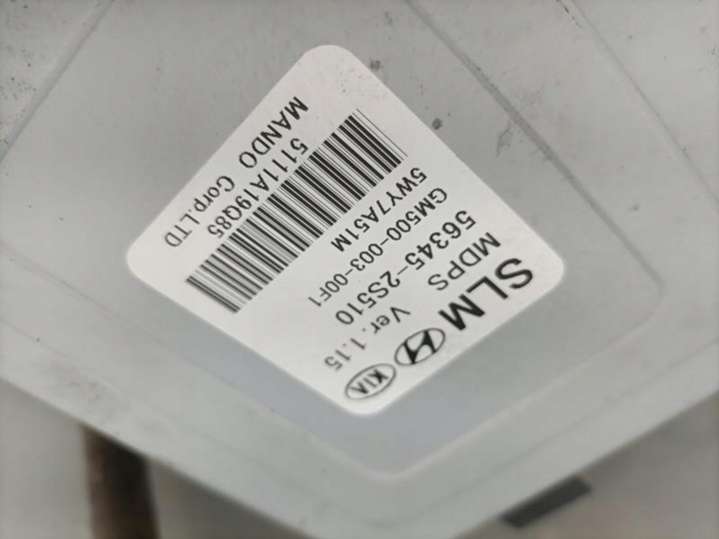 SLM KIA
MDPS Ver. 1.15
56345-2S510
GM500-003-00F1
5WY7A51M
5111A19Q85
MANDO Corp.LTD